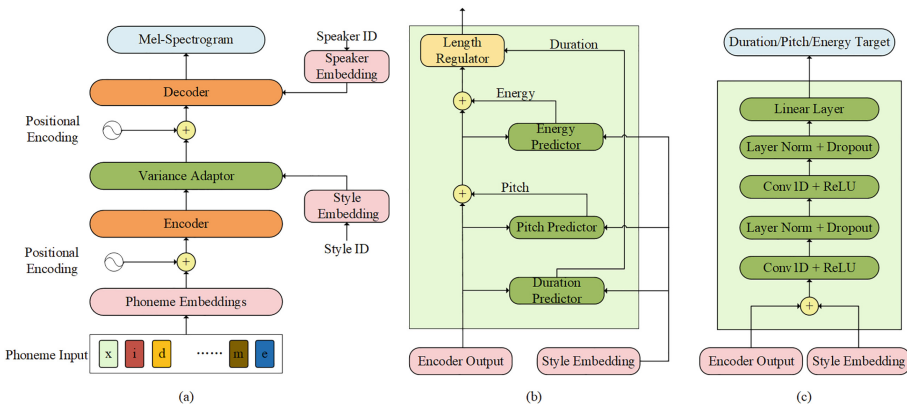 Mel-Spectrogram
Speaker ID
Speaker
Embedding
Decoder
Positional
Encoding
+
Variance Adaptor
Style
Embedding
Style ID
Encoder
Positional
Encoding
+
Phoneme Embeddings
Phoneme Input
x i d ...... m e
(a)
Length
Regulator
Duration
+
Energy
Energy
Predictor
+
Pitch
Pitch Predictor
Duration
Predictor
Encoder Output
Style Embedding
(b)
Duration/Pitch/Energy Target
Linear Layer
Layer Norm + Dropout
Conv1D + ReLU
Layer Norm + Dropout
Conv1D + ReLU
+
Encoder Output
Style Embedding
(c)